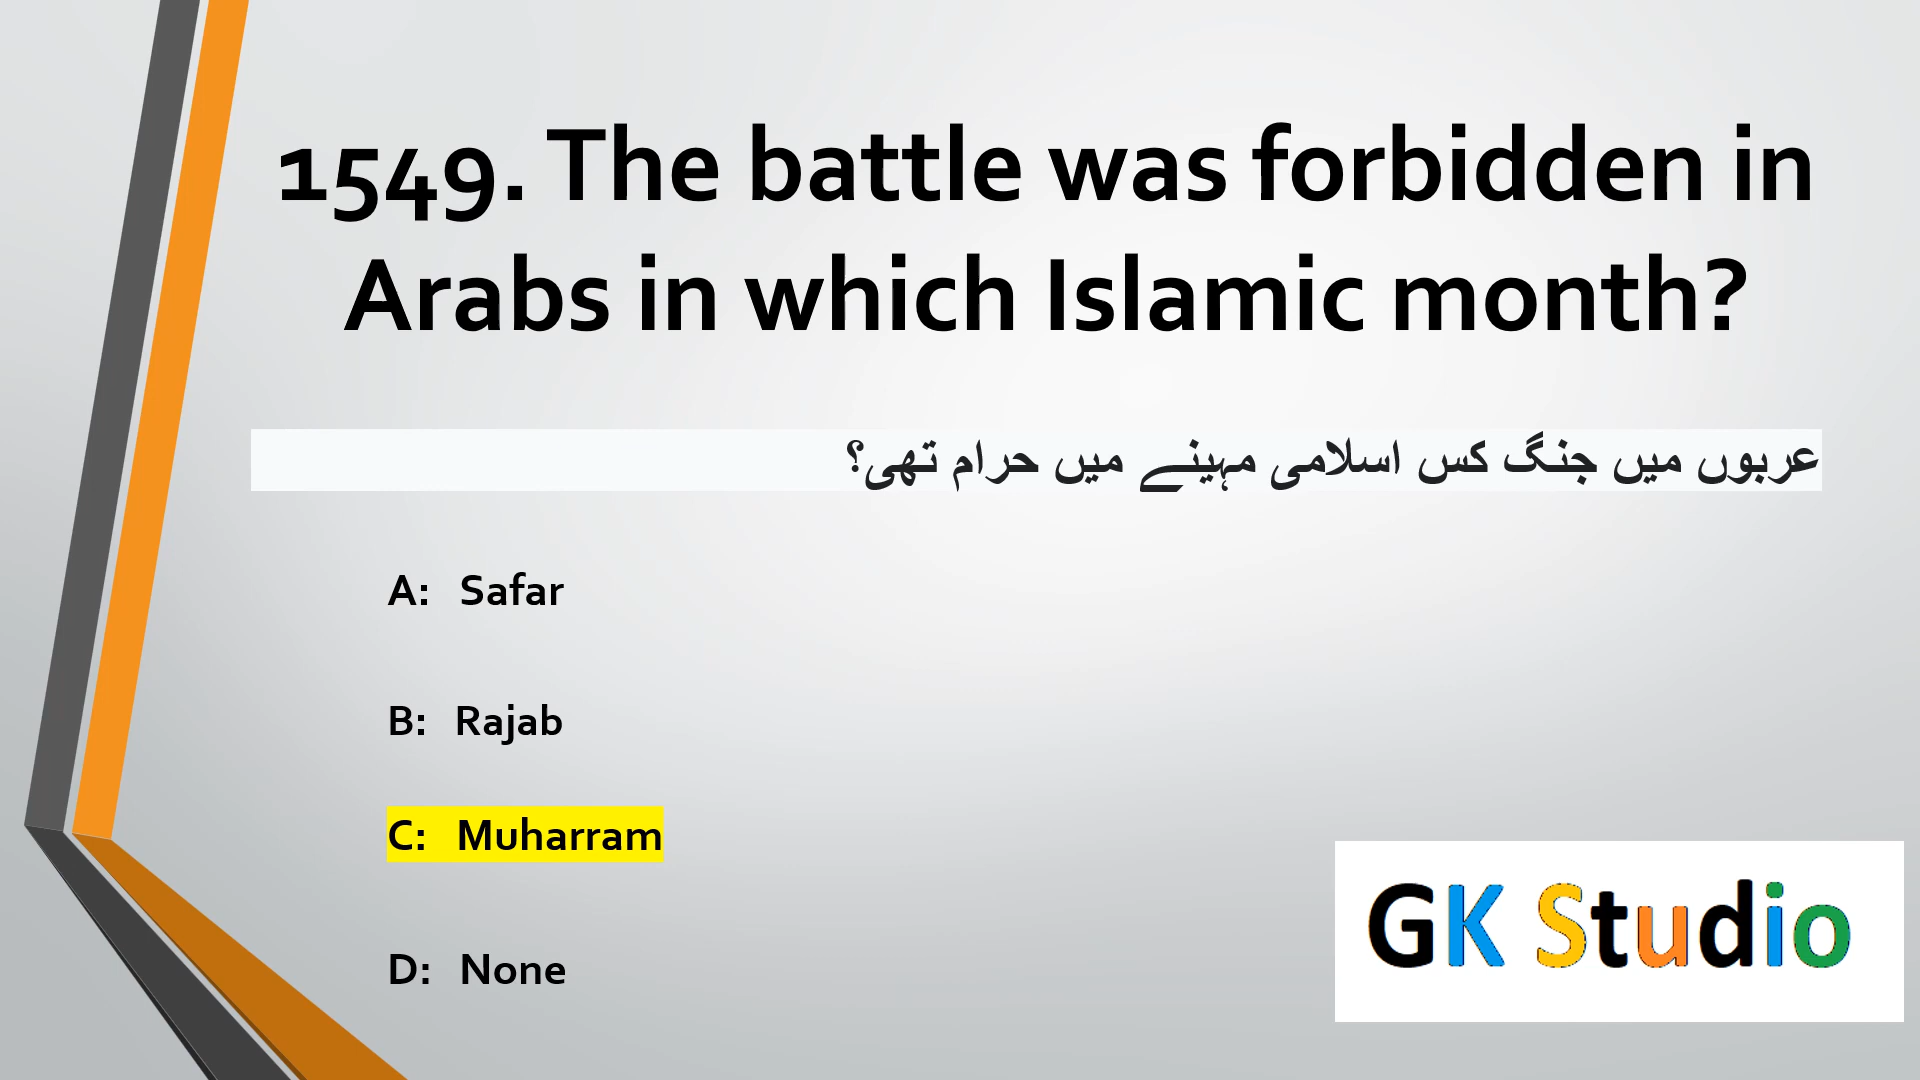 1549. The battle was forbidden in
Arabs in which Islamic month?
عربوں میں جنگ کس اسلامی مہینے میں حرام تھی؟
A: Safar
B: Rajab
C: Muharram
D: None
GK Studio